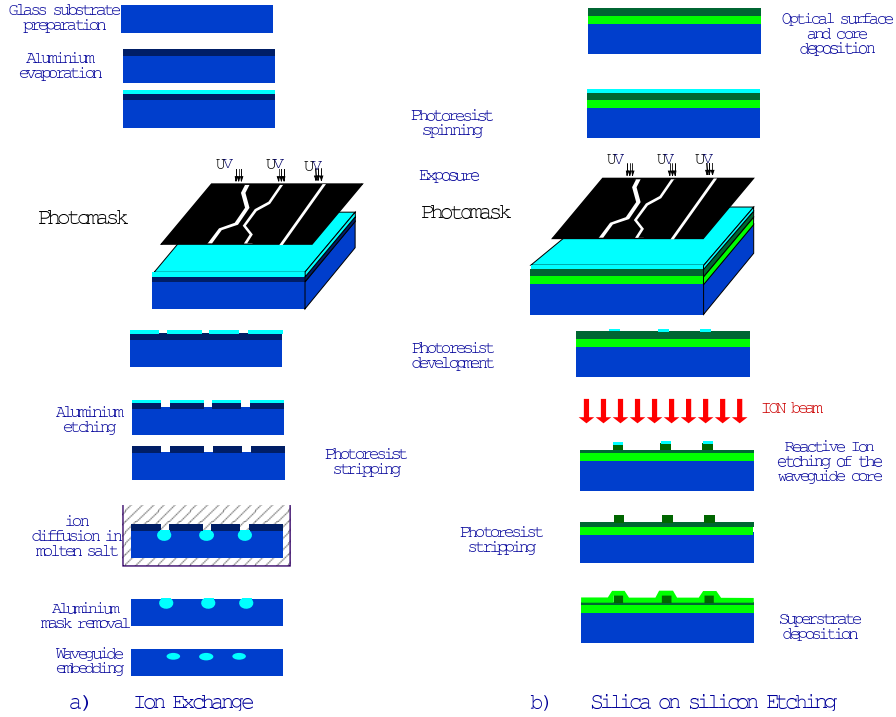 Glass substrate
preparation
Aluminium
evaporation
UV UV UV
Photomask
Aluminium
etching
Photoresist
stripping
ion
diffusion in
molten salt
Aluminium
mask removal
Waveguide
embedding
a) Ion Exchange
Optical surface
and core
deposition
Photoresist
spinning
Exposure
UV UV UV
Photomask
Photoresist
development
ION beam
Reactive Ion
etching of the
waveguide core
Photoresist
stripping
Superstrate
deposition
b) Silica on silicon Etching